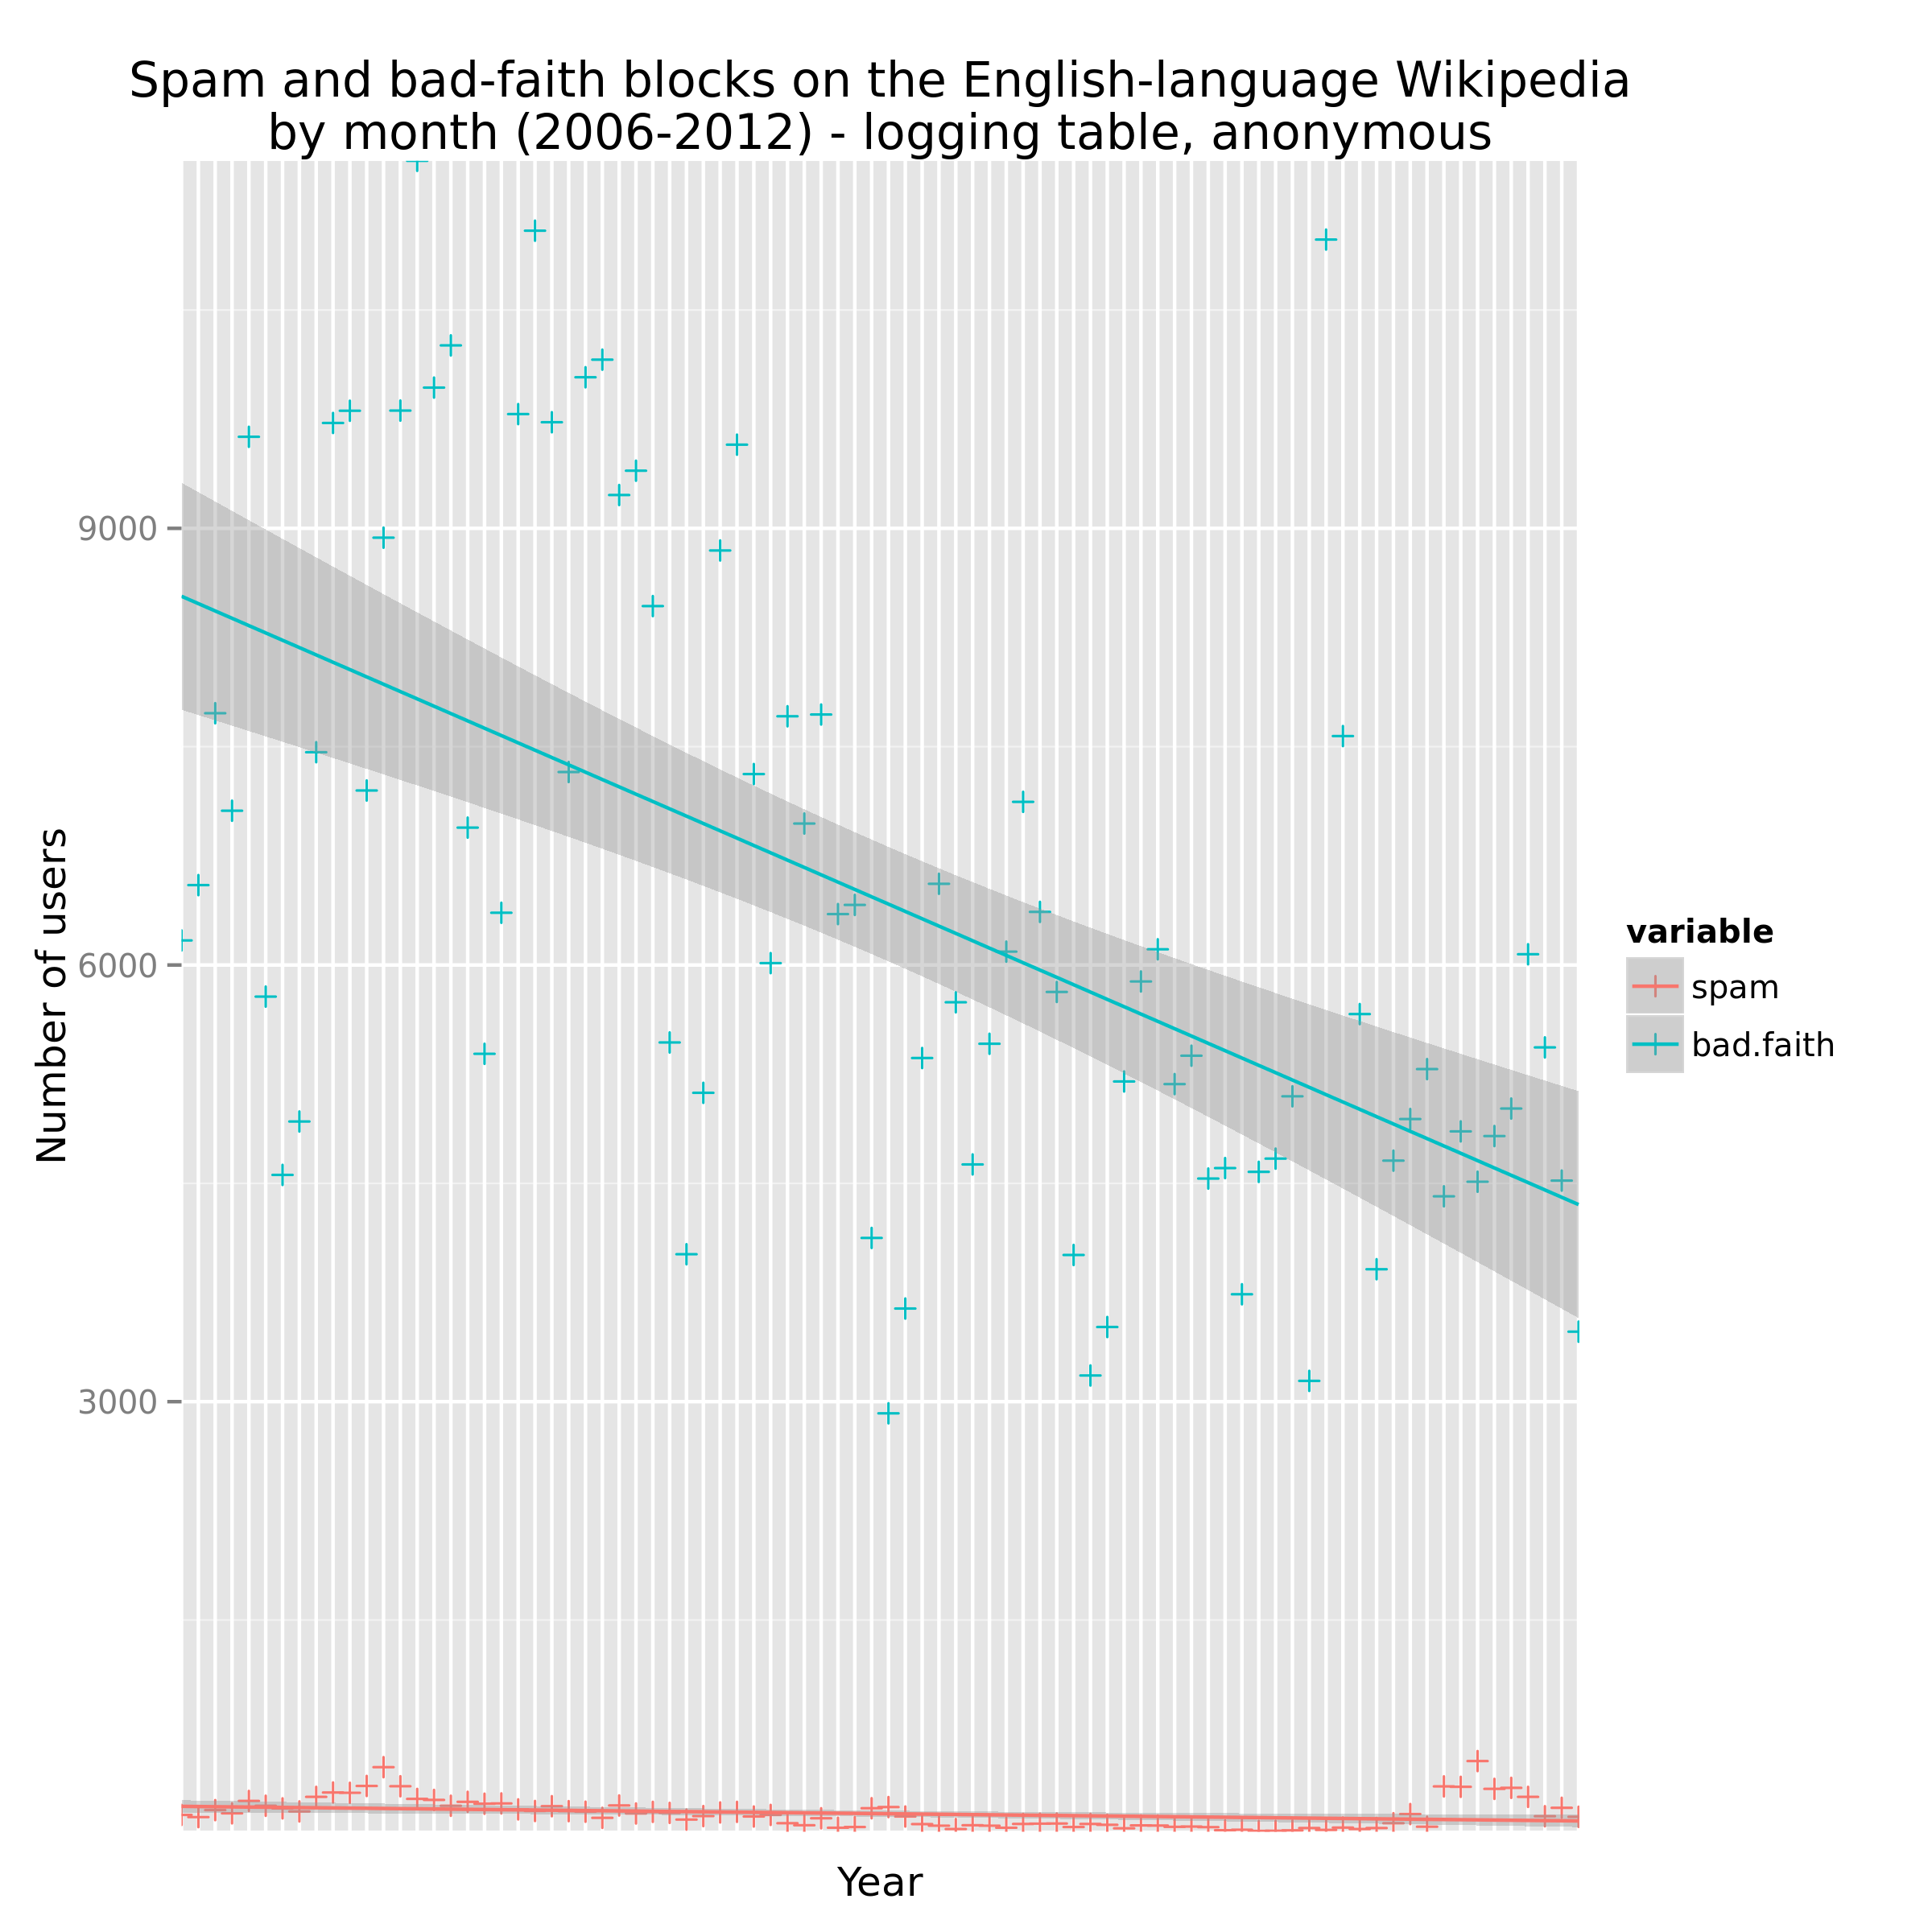 Spam and bad-faith blocks on the English-language Wikipedia
by month (2006-2012) - logging table, anonymous
9000
6000
3000
Number of users
Year
variable
spam
bad.faith